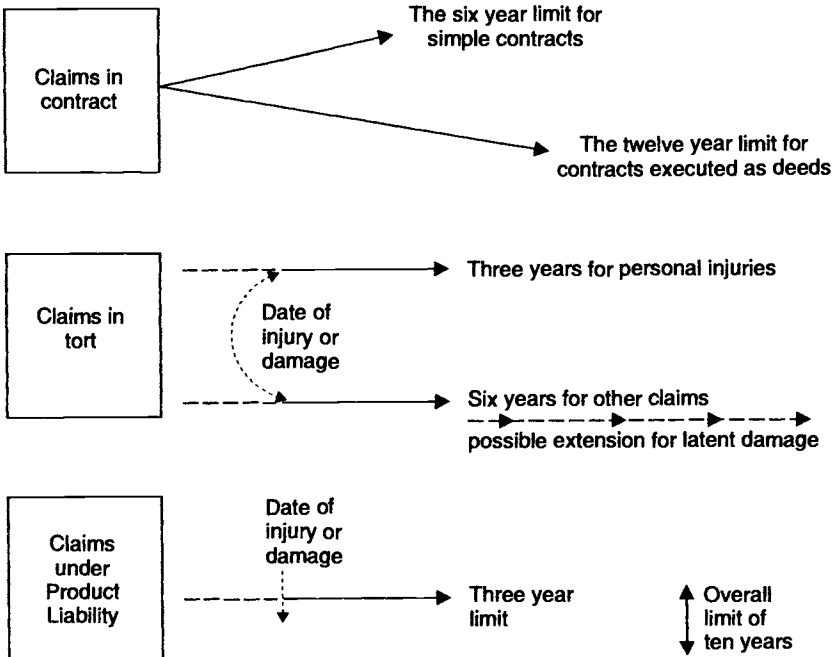 The six year limit for
simple contracts
Claims in
contract
The twelve year limit for
contracts executed as deeds
Three years for personal injuries
Claims in
tort
Date of
injury or
damage
Six years for other claims
possible extension for latent damage
Date of
injury or
damage
Claims
under
Product
Liability
Three year
limit
Overall
limit of
ten years